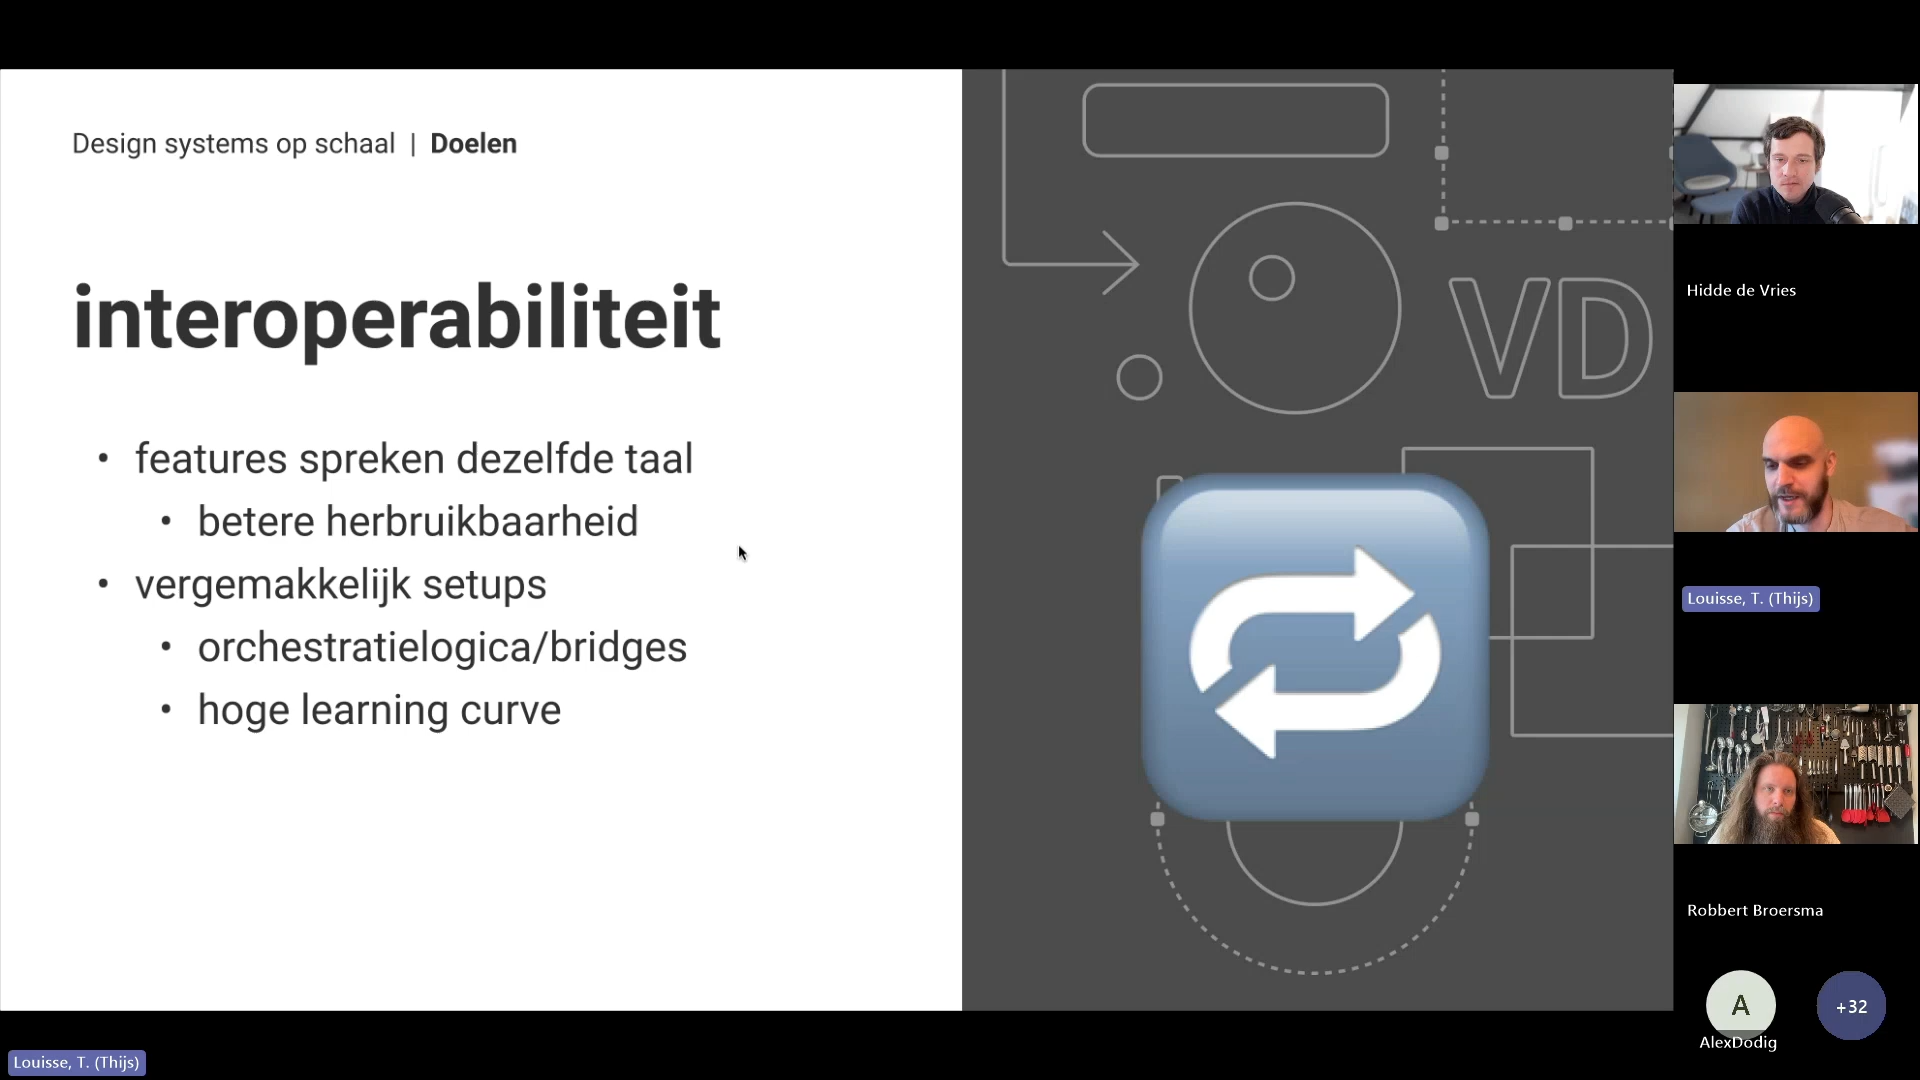 Design systems op schaal | Doelen
interoperabiliteit
• features spreken dezelfde taal
• betere herbruikbaarheid
• vergemakkelijk setups
• orchestratielogica/bridges
• hoge learning curve
VD
Hidde de Vries
Louisse, T. (Thijs)
Robbert Broersma
A
AlexDodig
+32
Louisse, T. (Thijs)